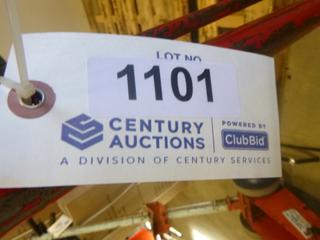 LOT NO.
1101
CENTURY AUCTIONS
POWERED BY
ClubBid
A DIVISION OF CENTURY SERVICES